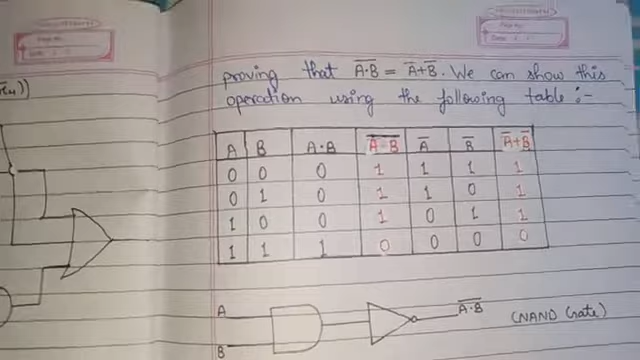 x₄))
proving that A̅·̅B̅ = A̅+B̅. We can show this
operation using the following table :-
A B A·B A̅·̅B̅ A̅ B̅ A̅+B̅
0 0 0 1 1 1 1
0 1 0 1 1 0 1
1 0 0 1 0 1 1
1 1 1 0 0 0 0
A A̅·̅B̅ (NAND Gate)
B